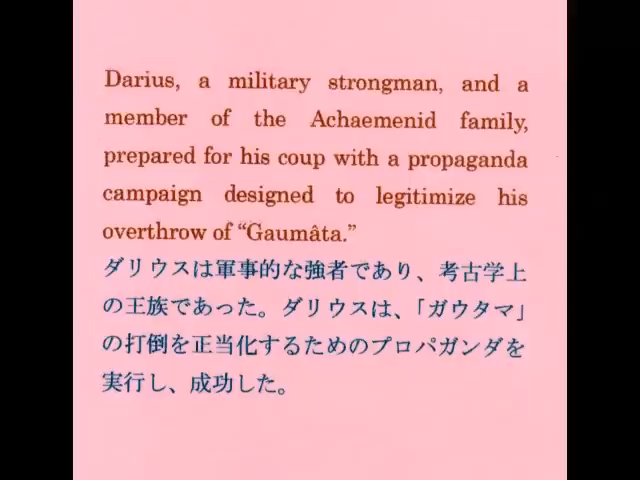 Darius, a military strongman, and a
member of the Achaemenid family,
prepared for his coup with a propaganda
campaign designed to legitimize his
overthrow of “Gaumâta.”
ダリウスは軍事的な強者であり、考古学上
の王族であった。ダリウスは、「ガウタマ」
の打倒を正当化するためのプロパガンダを
実行し、成功した。